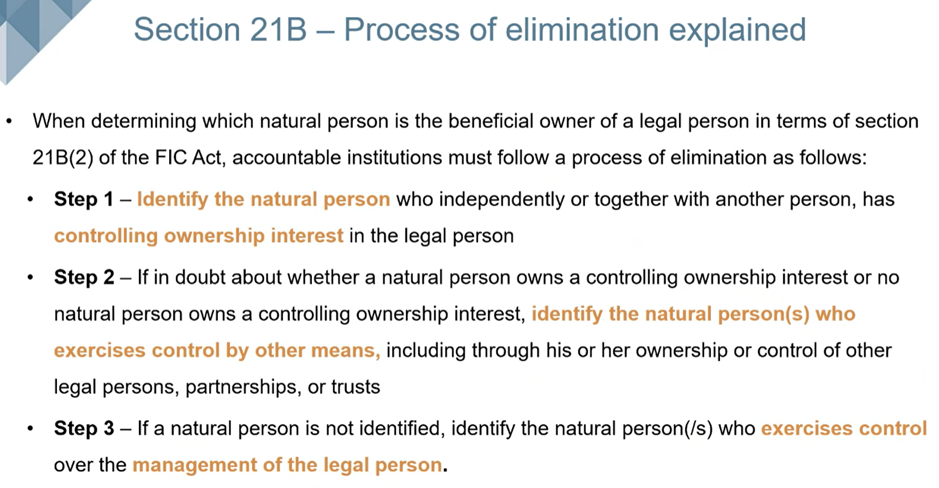 Section 21B – Process of elimination explained
• When determining which natural person is the beneficial owner of a legal person in terms of section
21B(2) of the FIC Act, accountable institutions must follow a process of elimination as follows:
• Step 1 – Identify the natural person who independently or together with another person, has
controlling ownership interest in the legal person
• Step 2 – If in doubt about whether a natural person owns a controlling ownership interest or no
natural person owns a controlling ownership interest, identify the natural person(s) who
exercises control by other means, including through his or her ownership or control of other
legal persons, partnerships, or trusts
• Step 3 – If a natural person is not identified, identify the natural person(/s) who exercises control
over the management of the legal person.